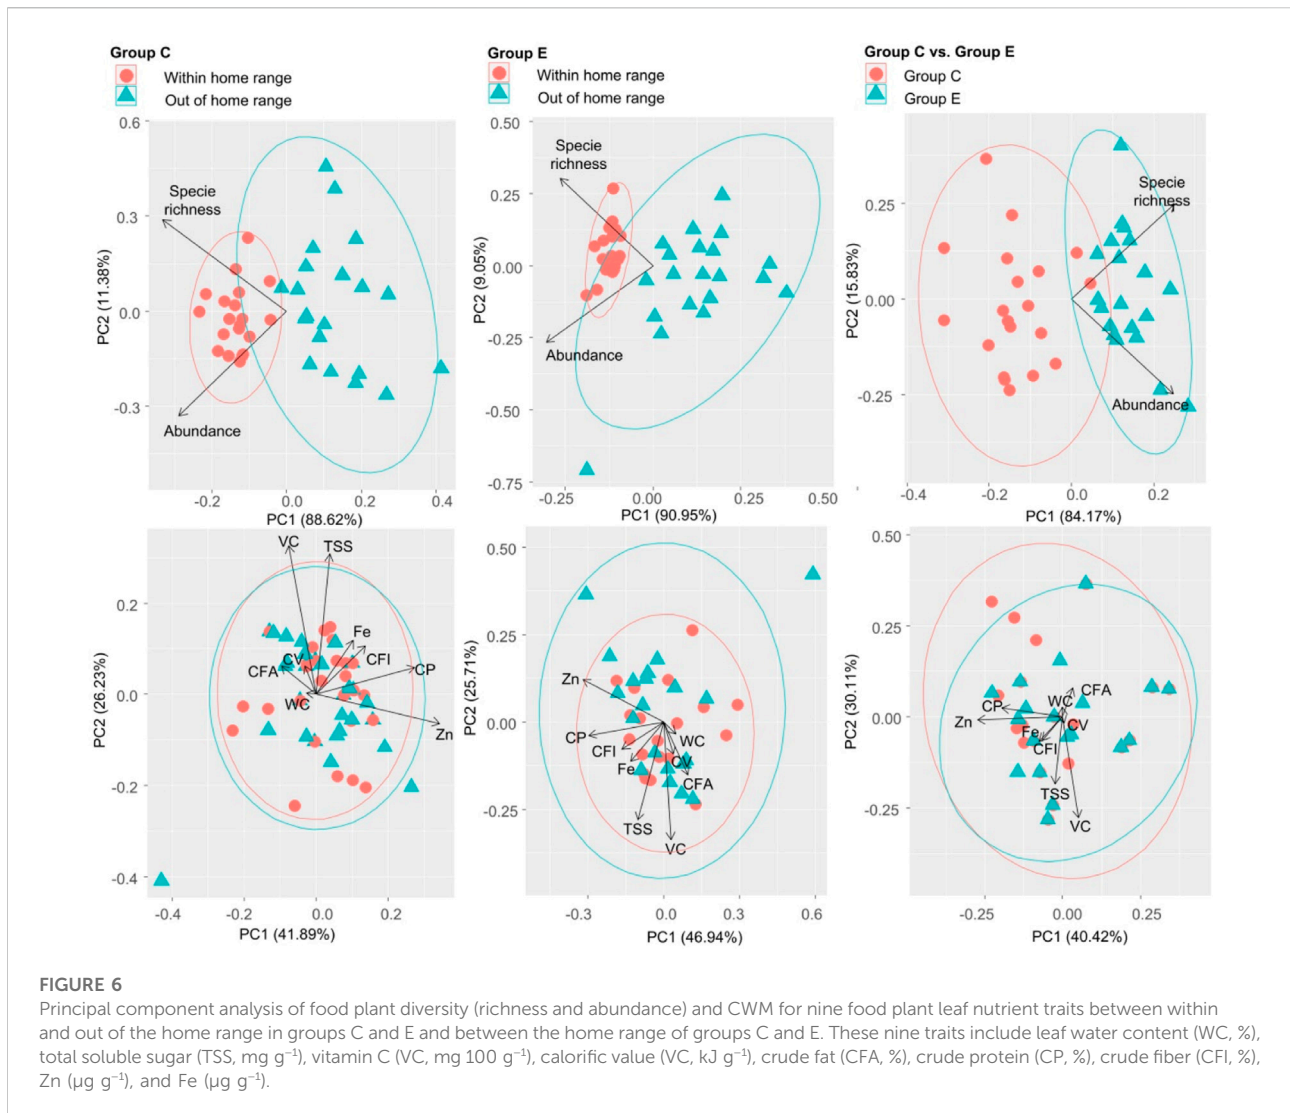 Group C
Within home range
Out of home range
Group E
Within home range
Out of home range
Group C vs. Group E
Group C
Group E
0.6
0.3
0.0
-0.3
PC2 (11.38%)
Specie
richness
Abundance
-0.2
0.0
0.2
0.4
PC1 (88.62%)
0.50
0.25
0.00
-0.25
-0.50
-0.75
PC2 (9.05%)
Specie
richness
Abundance
-0.25
0.00
0.25
0.50
PC1 (90.95%)
0.25
0.00
-0.25
PC2 (15.83%)
Specie
richness
Abundance
-0.4
-0.2
0.0
0.2
PC1 (84.17%)
0.2
0.0
-0.2
-0.4
PC2 (26.23%)
VC
TSS
Fe
CFI
CP
CV
CFA
WC
Zn
-0.4
-0.2
0.0
0.2
PC1 (41.89%)
0.50
0.25
0.00
-0.25
PC2 (25.71%)
Zn
CP
CFI
Fe
WC
CV
CFA
TSS
VC
-0.3
0.0
0.3
0.6
PC1 (46.94%)
0.50
0.25
0.00
-0.25
PC2 (30.11%)
CFA
WC
CP
Zn
Fe
CV
CFI
TSS
VC
-0.25
0.00
0.25
PC1 (40.42%)
FIGURE 6
Principal component analysis of food plant diversity (richness and abundance) and CWM for nine food plant leaf nutrient traits between within
and out of the home range in groups C and E and between the home range of groups C and E. These nine traits include leaf water content (WC, %),
total soluble sugar (TSS, mg g⁻¹), vitamin C (VC, mg 100 g⁻¹), calorific value (VC, kJ g⁻¹), crude fat (CFA, %), crude protein (CP, %), crude fiber (CFI, %),
Zn (µg g⁻¹), and Fe (µg g⁻¹).